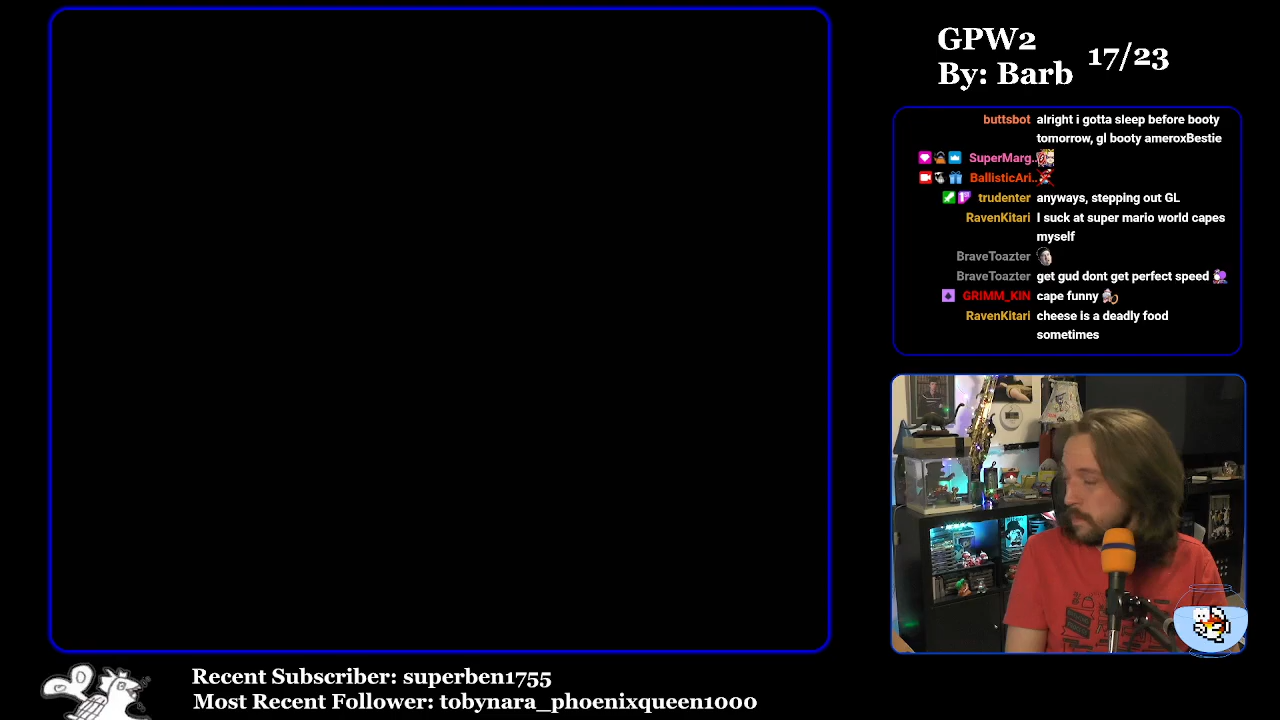 GPW2
By: Barb
17/23
buttsbot alright i gotta sleep before booty
tomorrow, gl booty ameroxBestie
SuperMarg..
BallisticAri..
trudenter anyways, stepping out GL
RavenKitari I suck at super mario world capes
myself
BraveToazter
BraveToazter get gud dont get perfect speed
GRIMM_KIN cape funny
RavenKitari cheese is a deadly food
sometimes
Recent Subscriber: superben1755
Most Recent Follower: tobynara_phoenixqueen1000